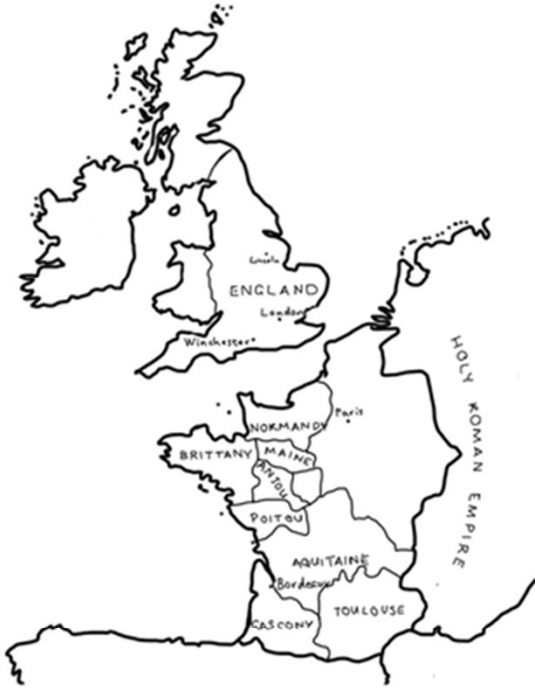 Lincoln
ENGLAND
London
Winchester
HOLY ROMAN EMPIRE
Paris
NORMANDY
BRITTANY
MAINE
ANJOU
POITOU
AQUITAINE
Bordeaux
TOULOUSE
GASCONY